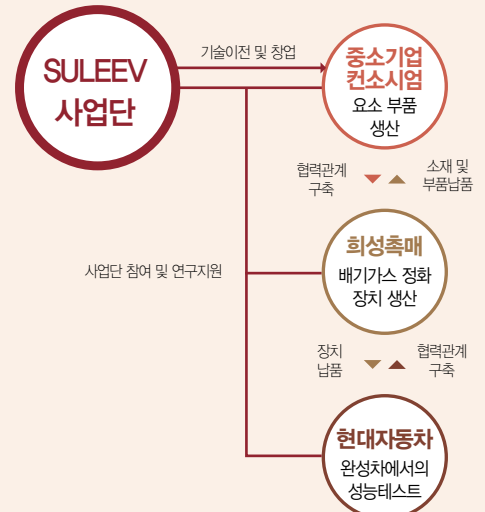 SULEEV
사업단
기술이전 및 창업
중소기업
컨소시엄
요소 부품
생산
협력관계
구축
소재 및
부품납품
희성촉매
배기가스 정화
장치 생산
사업단 참여 및 연구지원
장치
납품
협력관계
구축
현대자동차
완성차에서의
성능테스트